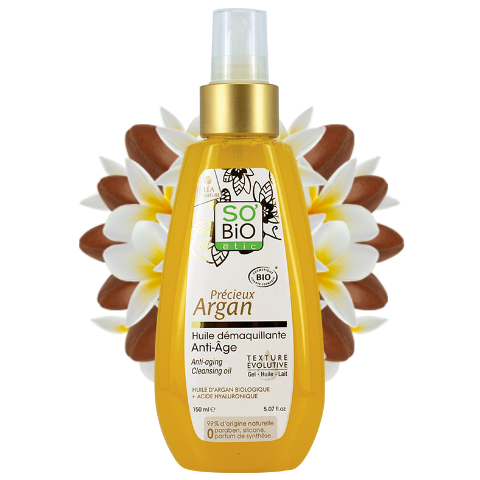 LÉA
SO'
BiO
étic
COSMETIQUE
BIO
Précieux
Argan
Huile démaquillante
Anti-Âge
Anti-aging
Cleansing oil
TEXTURE
ÉVOLUTIVE
Gel - Huile - Lait
HUILE D'ARGAN BIOLOGIQUE
+ ACIDE HYALURONIQUE
150 ml e 5.07 fl.oz
99% d'origine naturelle
0 paraben, silicone,
parfum de synthèse